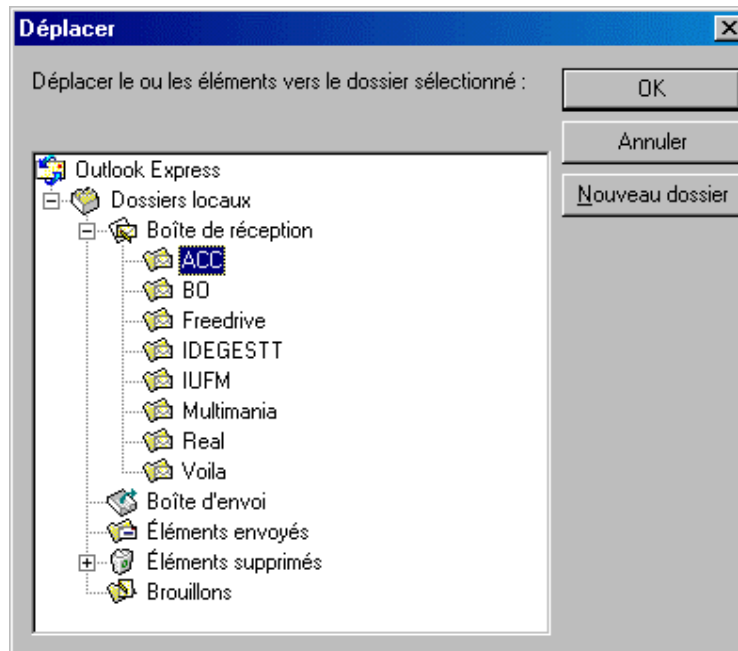 Déplacer
Déplacer le ou les éléments vers le dossier sélectionné :
OK
Annuler
Nouveau dossier
Outlook Express
Dossiers locaux
Boîte de réception
ACC
BO
Freedrive
IDEGESTT
IUFM
Multimania
Real
Voila
Boîte d'envoi
Éléments envoyés
Éléments supprimés
Brouillons